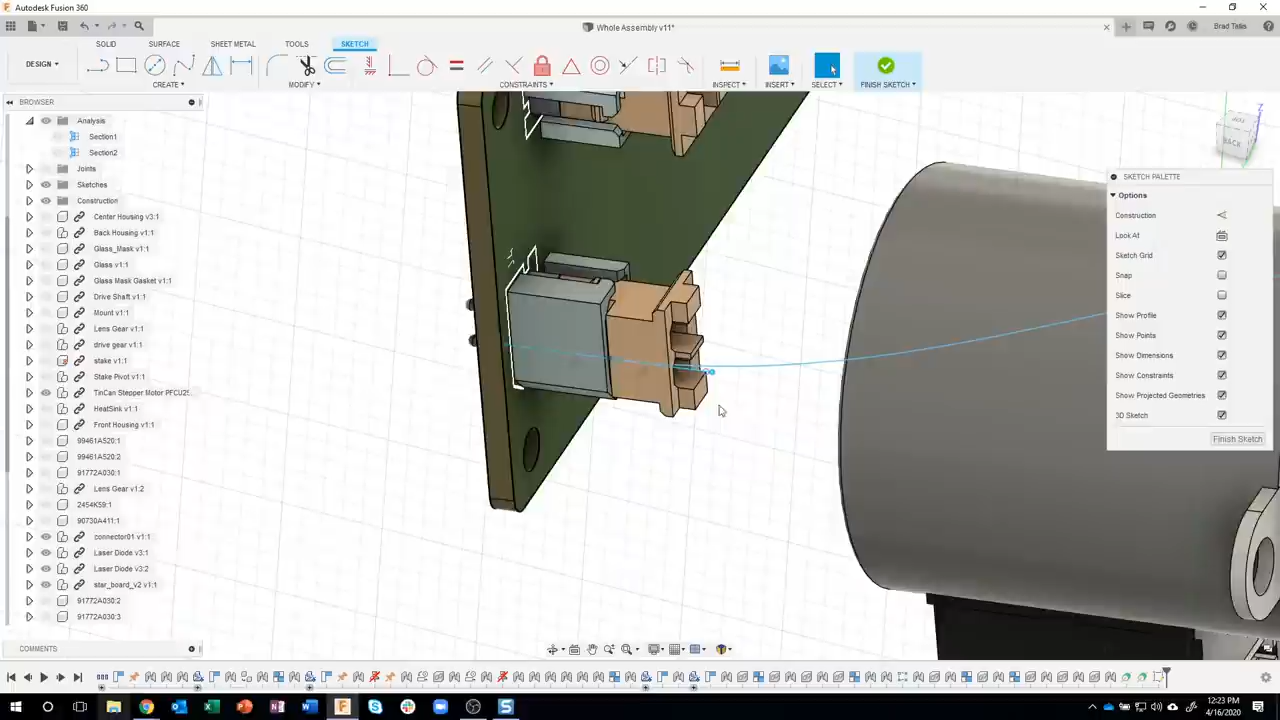 Autodesk Fusion 360
Whole Assembly v11*
Brad Tallis
SOLID
SURFACE
SHEET METAL
TOOLS
SKETCH
DESIGN
CREATE
MODIFY
CONSTRAINTS
INSPECT
INSERT
SELECT
FINISH SKETCH
BROWSER
Analysis
Section1
Section2
Joints
Sketches
Construction
Center Housing v3:1
Back Housing v1:1
Glass_Mask v1:1
Glass v1:1
Glass Mask Gasket v1:1
Drive Shaft v1:1
Mount v1:1
Lens Gear v1:1
drive gear v1:1
stake v1:1
Stake Pivot v1:1
TinCan Stepper Motor PFCU25...
HeatSink v1:1
Front Housing v1:1
99461A520:1
99461A520:2
91772A030:1
Lens Gear v1:2
2454K59:1
90730A411:1
connector01 v1:1
Laser Diode v3:1
Laser Diode v3:2
star_board_v2 v1:1
91772A030:2
91772A030:3
COMMENTS
BACK
Z
SKETCH PALETTE
Options
Construction
Look At
Sketch Grid
Snap
Slice
Show Profile
Show Points
Show Dimensions
Show Constraints
Show Projected Geometries
3D Sketch
Finish Sketch
12:23 PM
4/16/2020